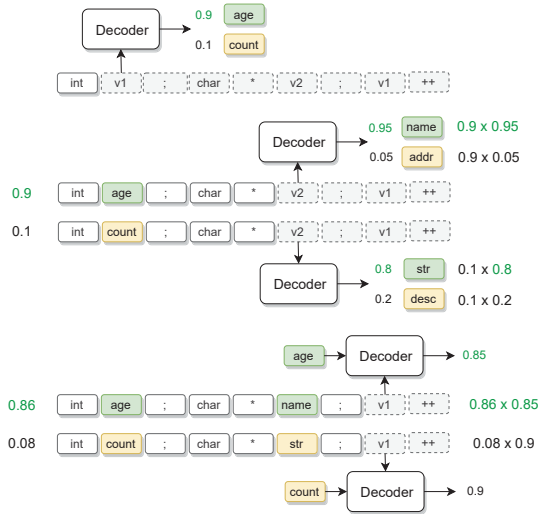 Decoder 0.9 age
0.1 count
int v1 ; char * v2 ; v1 ++
Decoder 0.95 name 0.9 x 0.95
0.05 addr 0.9 x 0.05
0.9 int age ; char * v2 ; v1 ++
0.1 int count ; char * v2 ; v1 ++
Decoder 0.8 str 0.1 x 0.8
0.2 desc 0.1 x 0.2
age Decoder 0.85
0.86 int age ; char * name ; v1 ++ 0.86 x 0.85
0.08 int count ; char * str ; v1 ++ 0.08 x 0.9
count Decoder 0.9